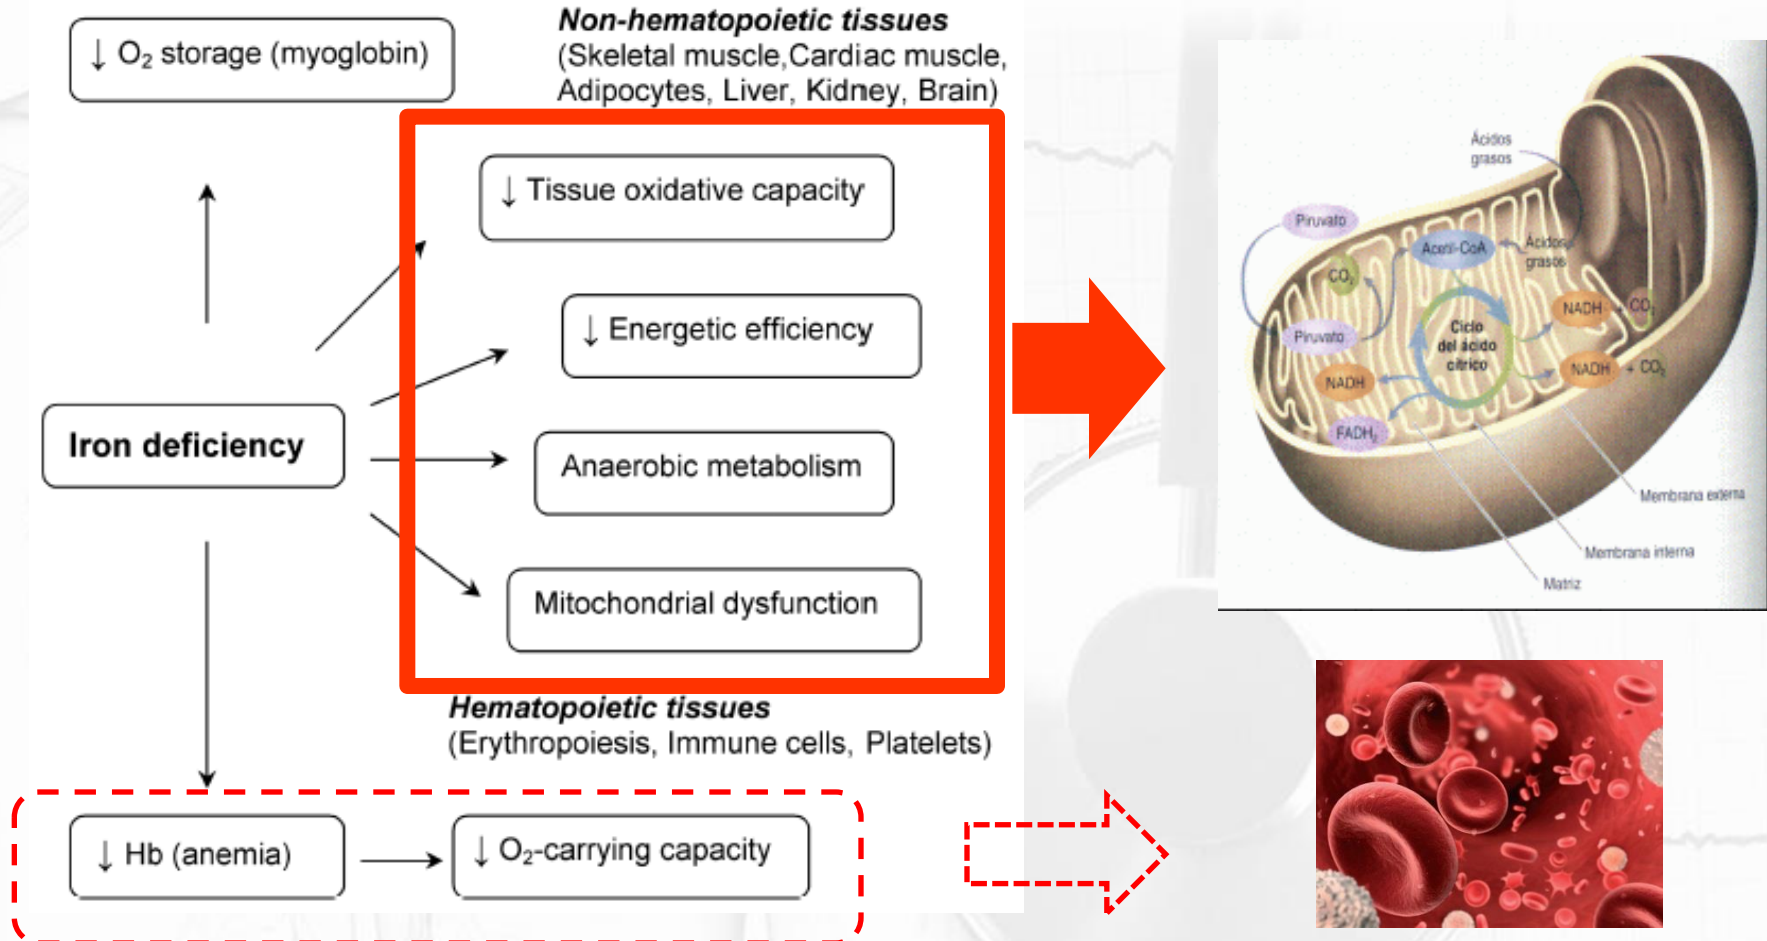 ↓ O₂ storage (myoglobin)
Non-hematopoietic tissues
(Skeletal muscle,Cardiac muscle,
Adipocytes, Liver, Kidney, Brain)
↓ Tissue oxidative capacity
↓ Energetic efficiency
Iron deficiency
Anaerobic metabolism
Mitochondrial dysfunction
Hematopoietic tissues
(Erythropoiesis, Immune cells, Platelets)
↓ Hb (anemia)
↓ O₂-carrying capacity
Ácidos
grasos
Piruvato
Acetil-CoA
Ácidos
grasos
CO₂
NADH + CO₂
Piruvato
Ciclo
del ácido
cítrico
NADH + CO₂
NADH
FADH₂
Membrana externa
Membrana interna
Matriz